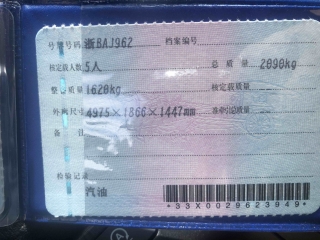 号牌号码 浙BAJ962 档案编号
核定载人数 5人 总质量 2090kg
整备质量 1620kg 核定载质量 --
外廓尺寸 4975×1866×1447mm 准牵引总质量 --
备注
检验记录
汽油
*33X0029623949*